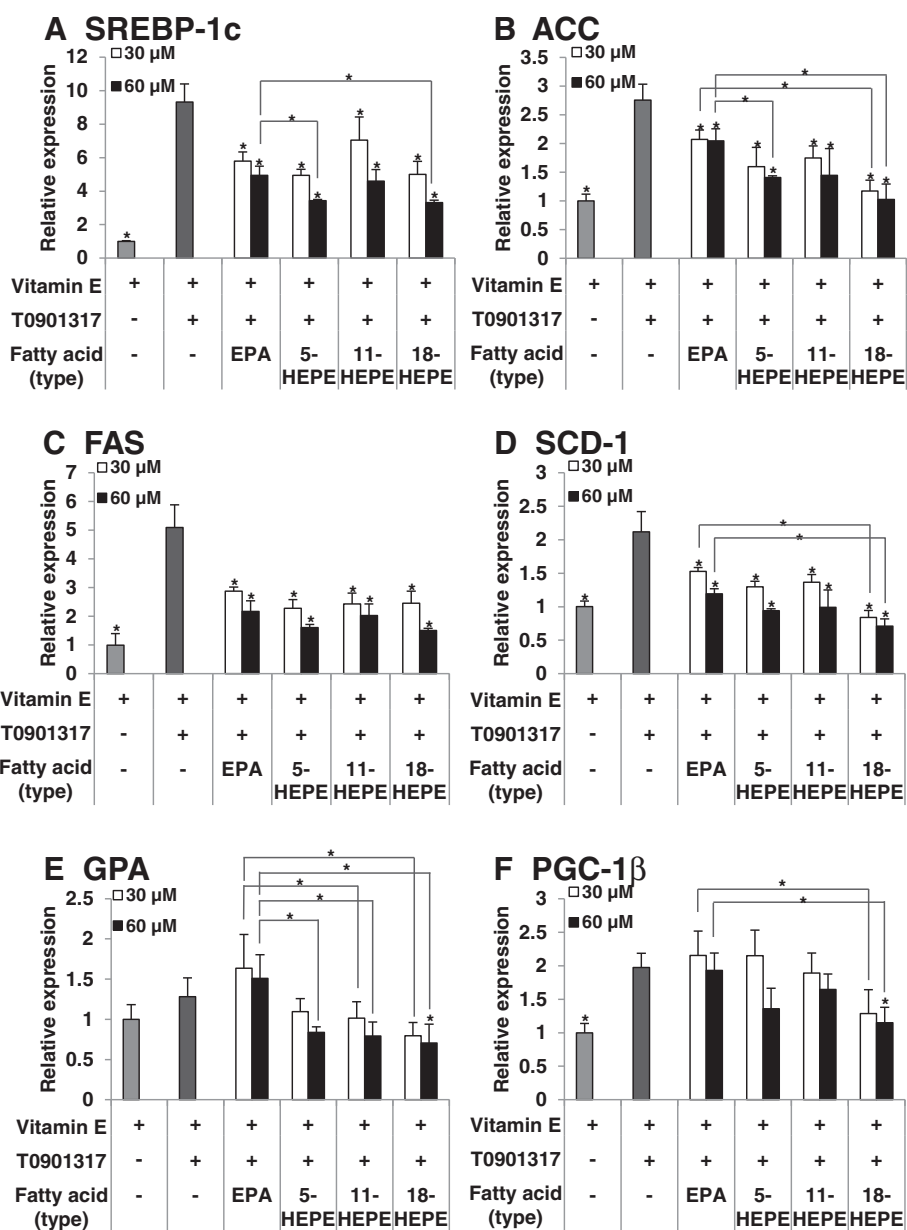 A SREBP-1c
30 µM
60 µM
Relative expression
12
10
8
6
4
2
0
* * * * * * * * * * *
Vitamin E + + + + + +
T0901317 - + + + + +
Fatty acid (type) - - EPA 5-HEPE 11-HEPE 18-HEPE
B ACC
30 µM
60 µM
Relative expression
3.5
3
2.5
2
1.5
1
0.5
0
* * * * * * * * * * * *
Vitamin E + + + + + +
T0901317 - + + + + +
Fatty acid (type) - - EPA 5-HEPE 11-HEPE 18-HEPE
C FAS
30 µM
60 µM
Relative expression
7
6
5
4
3
2
1
0
* * * * * * * * *
Vitamin E + + + + + +
T0901317 - + + + + +
Fatty acid (type) - - EPA 5-HEPE 11-HEPE 18-HEPE
D SCD-1
30 µM
60 µM
Relative expression
3
2.5
2
1.5
1
0.5
0
* * * * * * * * * * *
Vitamin E + + + + + +
T0901317 - + + + + +
Fatty acid (type) - - EPA 5-HEPE 11-HEPE 18-HEPE
E GPA
30 µM
60 µM
Relative expression
2.5
2
1.5
1
0.5
0
* * * * * *
Vitamin E + + + + + +
T0901317 - + + + + +
Fatty acid (type) - - EPA 5-HEPE 11-HEPE 18-HEPE
F PGC-1β
30 µM
60 µM
Relative expression
3
2.5
2
1.5
1
0.5
0
* * * *
Vitamin E + + + + + +
T0901317 - + + + + +
Fatty acid (type) - - EPA 5-HEPE 11-HEPE 18-HEPE